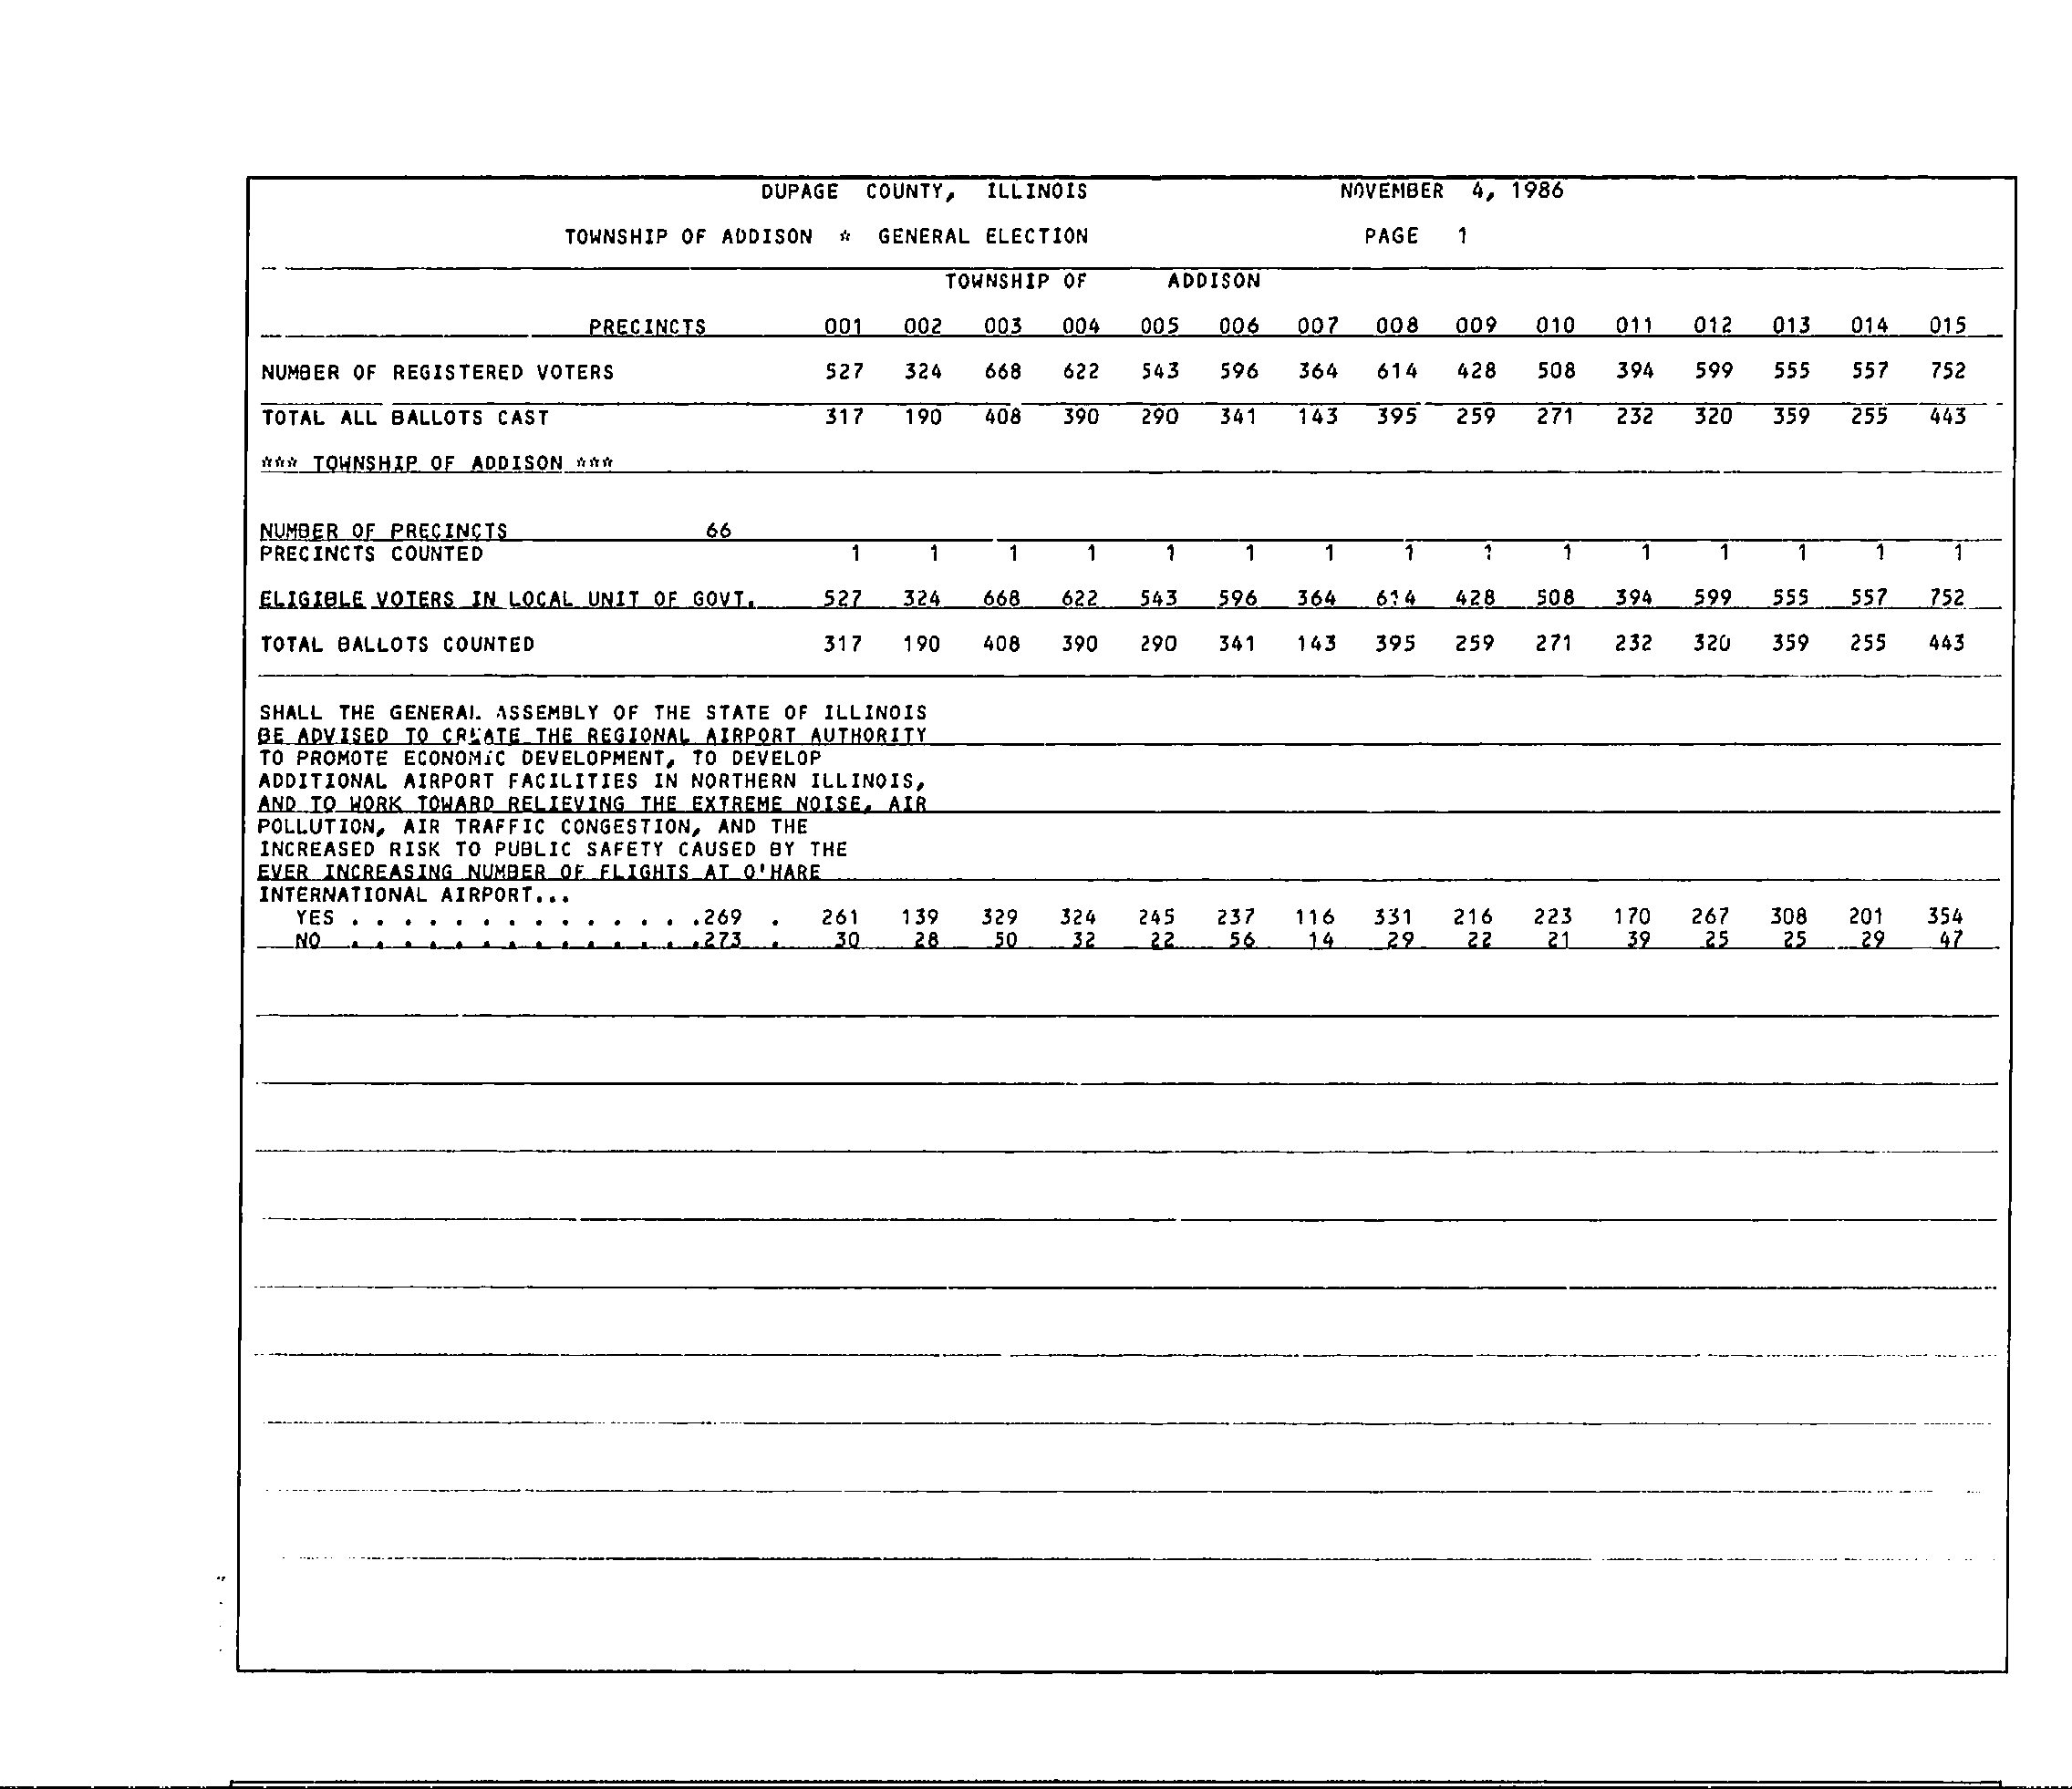 DUPAGE COUNTY, ILLINOIS NOVEMBER 4, 1986
TOWNSHIP OF ADDISON * GENERAL ELECTION PAGE 1
TOWNSHIP OF ADDISON
PRECINCTS 001 002 003 004 005 006 007 008 009 010 011 012 013 014 015
NUMBER OF REGISTERED VOTERS 527 324 668 622 543 596 364 614 428 508 394 599 555 557 752
TOTAL ALL BALLOTS CAST 317 190 408 390 290 341 143 395 259 271 232 320 359 255 443
*** TOWNSHIP OF ADDISON ***
NUMBER OF PRECINCTS 66
PRECINCTS COUNTED 1 1 1 1 1 1 1 1 1 1 1 1 1 1 1
ELIGIBLE VOTERS IN LOCAL UNIT OF GOVT. 527 324 668 622 543 596 364 614 428 508 394 599 555 557 752
TOTAL BALLOTS COUNTED 317 190 408 390 290 341 143 395 259 271 232 320 359 255 443
SHALL THE GENERAL ASSEMBLY OF THE STATE OF ILLINOIS
BE ADVISED TO CREATE THE REGIONAL AIRPORT AUTHORITY
TO PROMOTE ECONOMIC DEVELOPMENT, TO DEVELOP
ADDITIONAL AIRPORT FACILITIES IN NORTHERN ILLINOIS,
AND TO WORK TOWARD RELIEVING THE EXTREME NOISE, AIR
POLLUTION, AIR TRAFFIC CONGESTION, AND THE
INCREASED RISK TO PUBLIC SAFETY CAUSED BY THE
EVER INCREASING NUMBER OF FLIGHTS AT O'HARE
INTERNATIONAL AIRPORT...
YES . . . . . . . . . . . . . .269 . 261 139 329 324 245 237 116 331 216 223 170 267 308 201 354
NO . . . . . . . . . . . . . .273 . 30 28 50 32 22 56 14 29 22 21 39 25 25 29 47